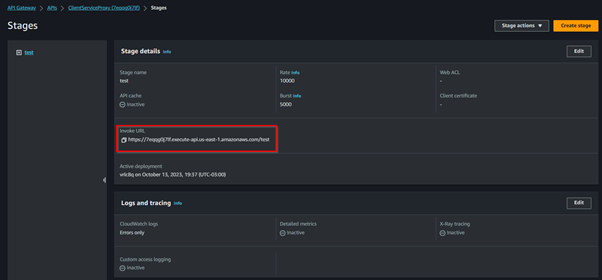 API Gateway > APIs > ClientServiceProxy (7eqqg0j7lf) > Stages
Stages
Stage actions
Create stage
test
Stage details Info
Edit
Stage name
test
Rate Info
10000
Web ACL
-
API cache
Inactive
Burst Info
5000
Client certificate
-
Invoke URL
https://7eqqg0j7lf.execute-api.us-east-1.amazonaws.com/test
Active deployment
on October 13, 2023, 19:37 (UTC-03:00)
Logs and tracing Info
Edit
CloudWatch logs
Errors only
Detailed metrics
Inactive
X-Ray tracing
Inactive
Custom access logging
Inactive